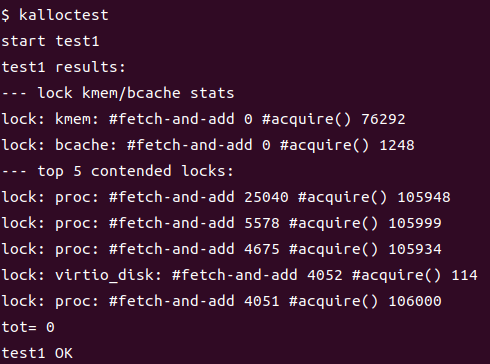 $ kalloctest
start test1
test1 results:
--- lock kmem/bcache stats
lock: kmem: #fetch-and-add 0 #acquire() 76292
lock: bcache: #fetch-and-add 0 #acquire() 1248
--- top 5 contended locks:
lock: proc: #fetch-and-add 25040 #acquire() 105948
lock: proc: #fetch-and-add 5578 #acquire() 105999
lock: proc: #fetch-and-add 4675 #acquire() 105934
lock: virtio_disk: #fetch-and-add 4052 #acquire() 114
lock: proc: #fetch-and-add 4051 #acquire() 106000
tot= 0
test1 OK